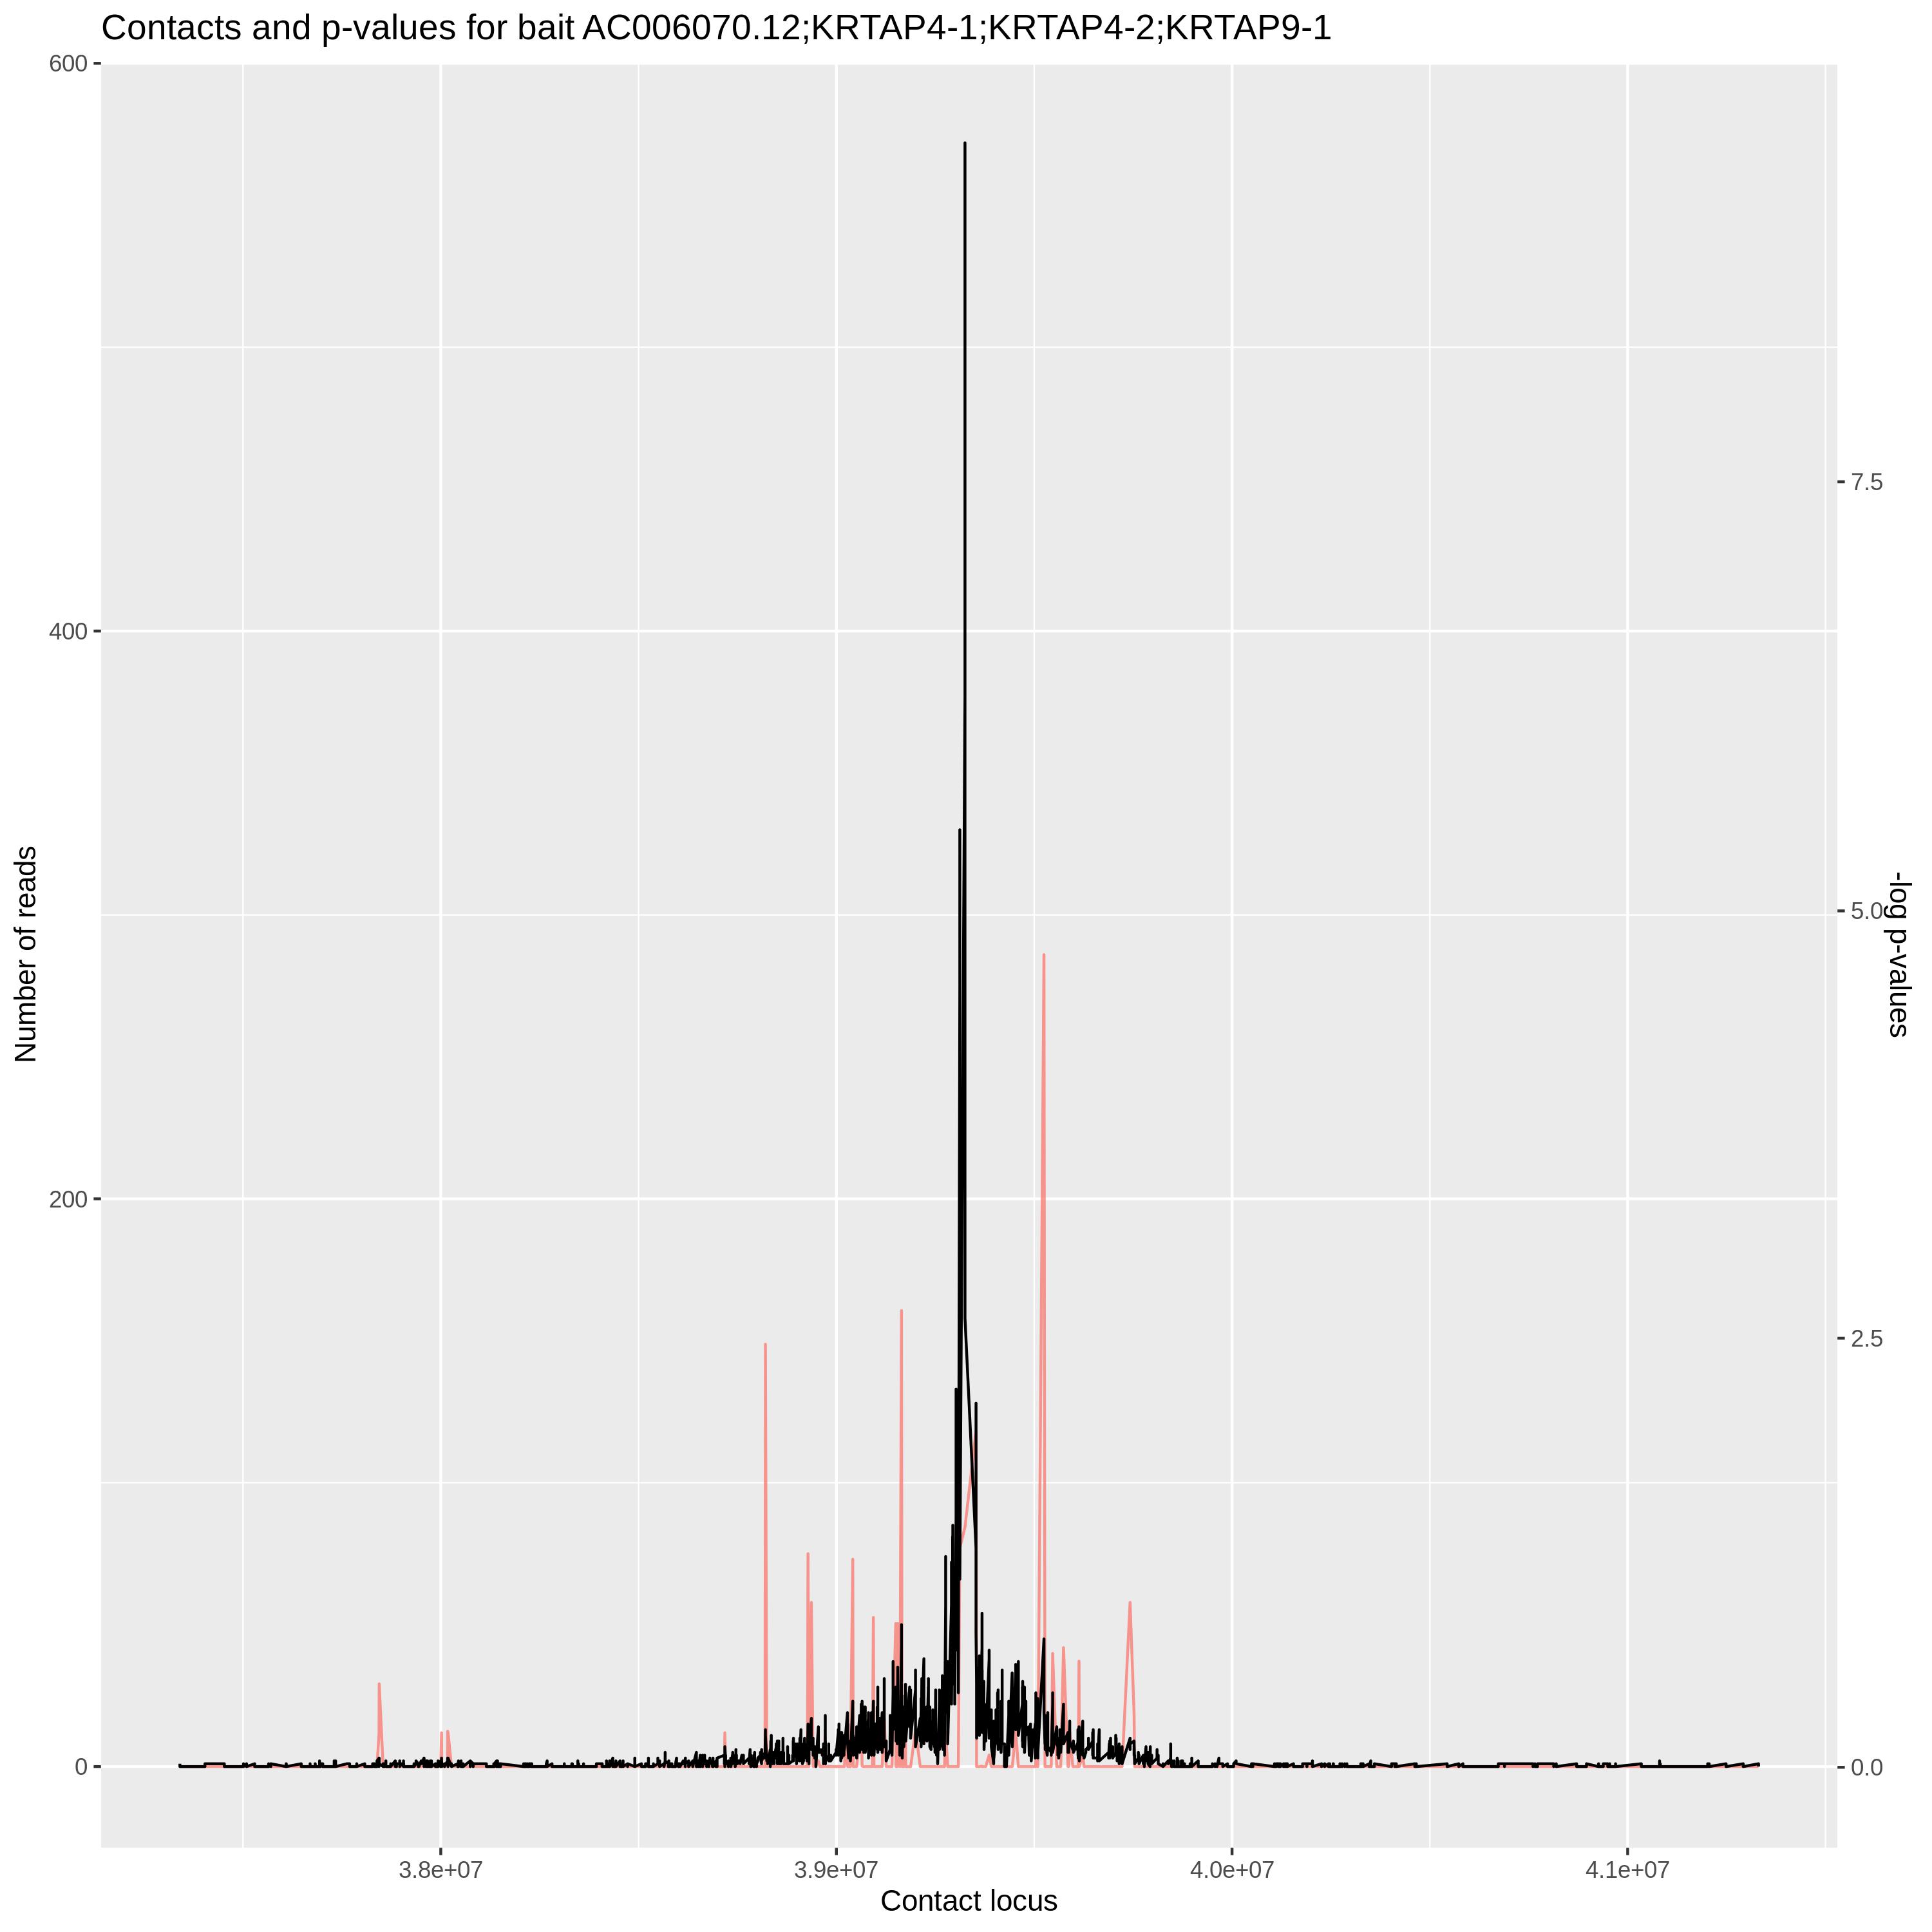 Contacts and p-values for bait AC006070.12;KRTAP4-1;KRTAP4-2;KRTAP9-1
600
400
200
0
Number of reads
7.5
5.0
2.5
0.0
-log p-values
3.8e+07
3.9e+07
4.0e+07
4.1e+07
Contact locus